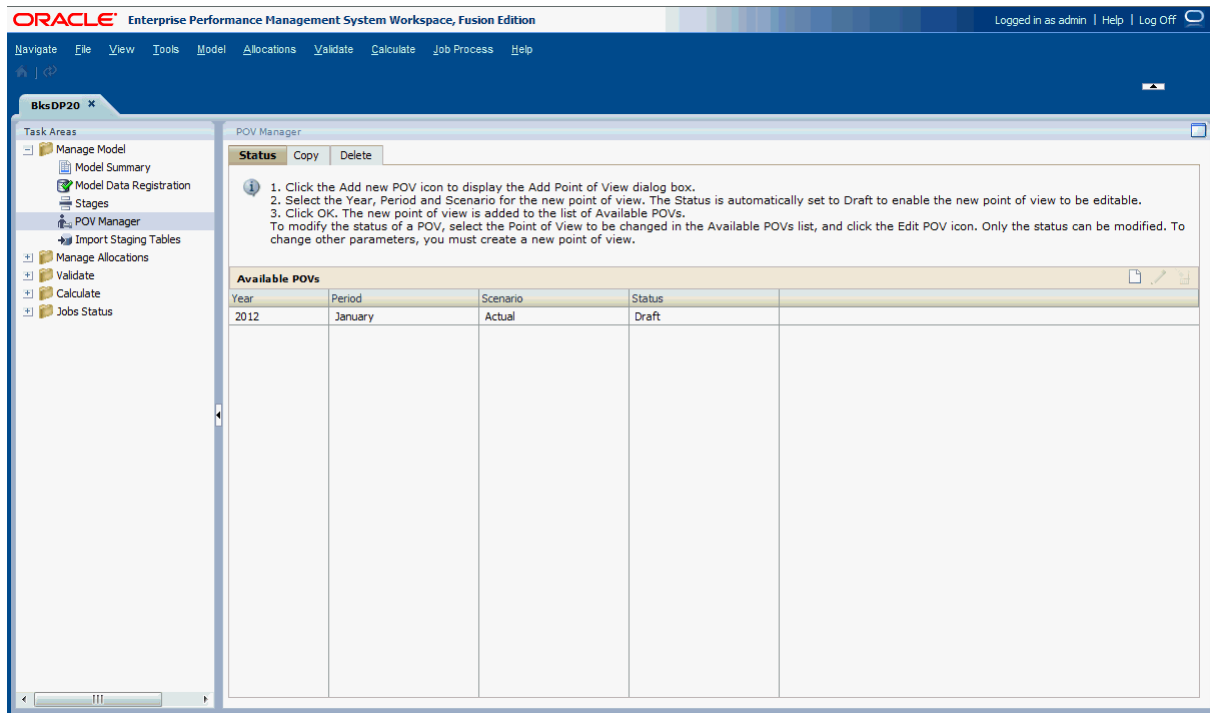 ORACLE Enterprise Performance Management System Workspace, Fusion Edition
Logged in as admin | Help | Log Off
Navigate File View Tools Model Allocations Validate Calculate Job Process Help
BksDP20 ×
Task Areas
Manage Model
Model Summary
Model Data Registration
Stages
POV Manager
Import Staging Tables
Manage Allocations
Validate
Calculate
Jobs Status
POV Manager
Status Copy Delete
1. Click the Add new POV icon to display the Add Point of View dialog box.
2. Select the Year, Period and Scenario for the new point of view. The Status is automatically set to Draft to enable the new point of view to be editable.
3. Click OK. The new point of view is added to the list of Available POVs.
To modify the status of a POV, select the Point of View to be changed in the Available POVs list, and click the Edit POV icon. Only the status can be modified. To
change other parameters, you must create a new point of view.
Available POVs
Year Period Scenario Status
2012 January Actual Draft